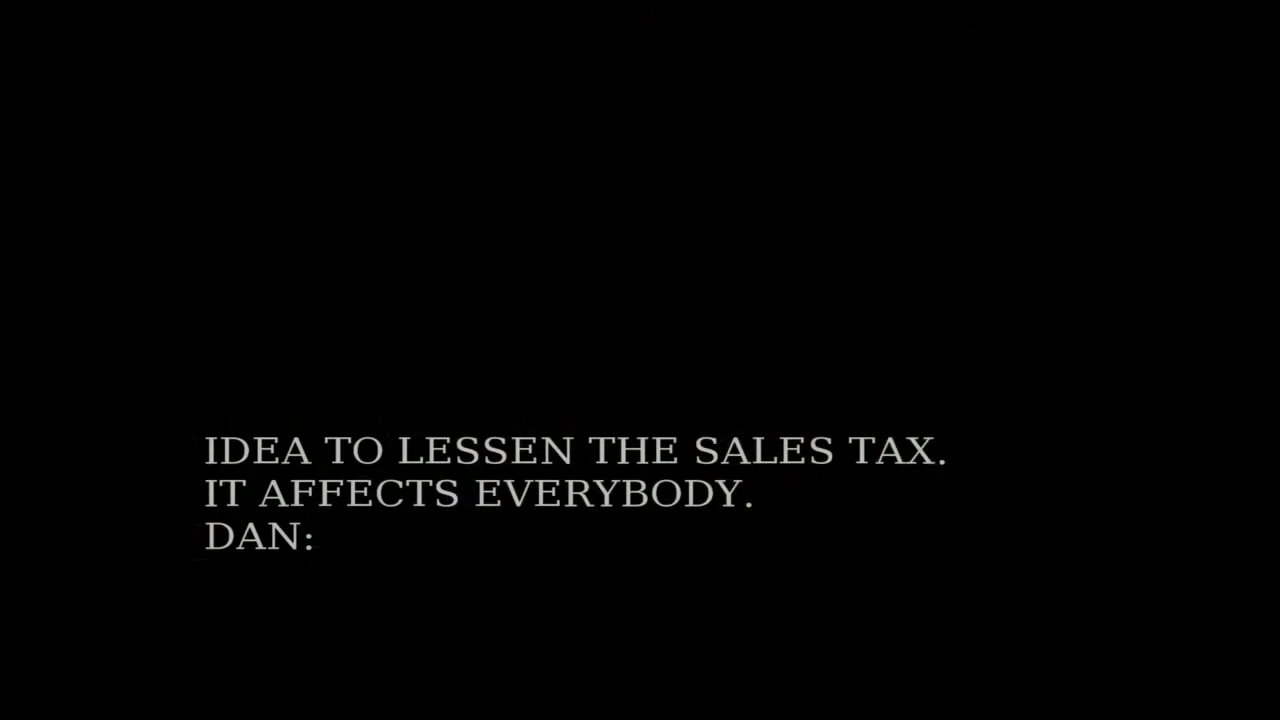 IDEA TO LESSEN THE SALES TAX.
IT AFFECTS EVERYBODY.
DAN: